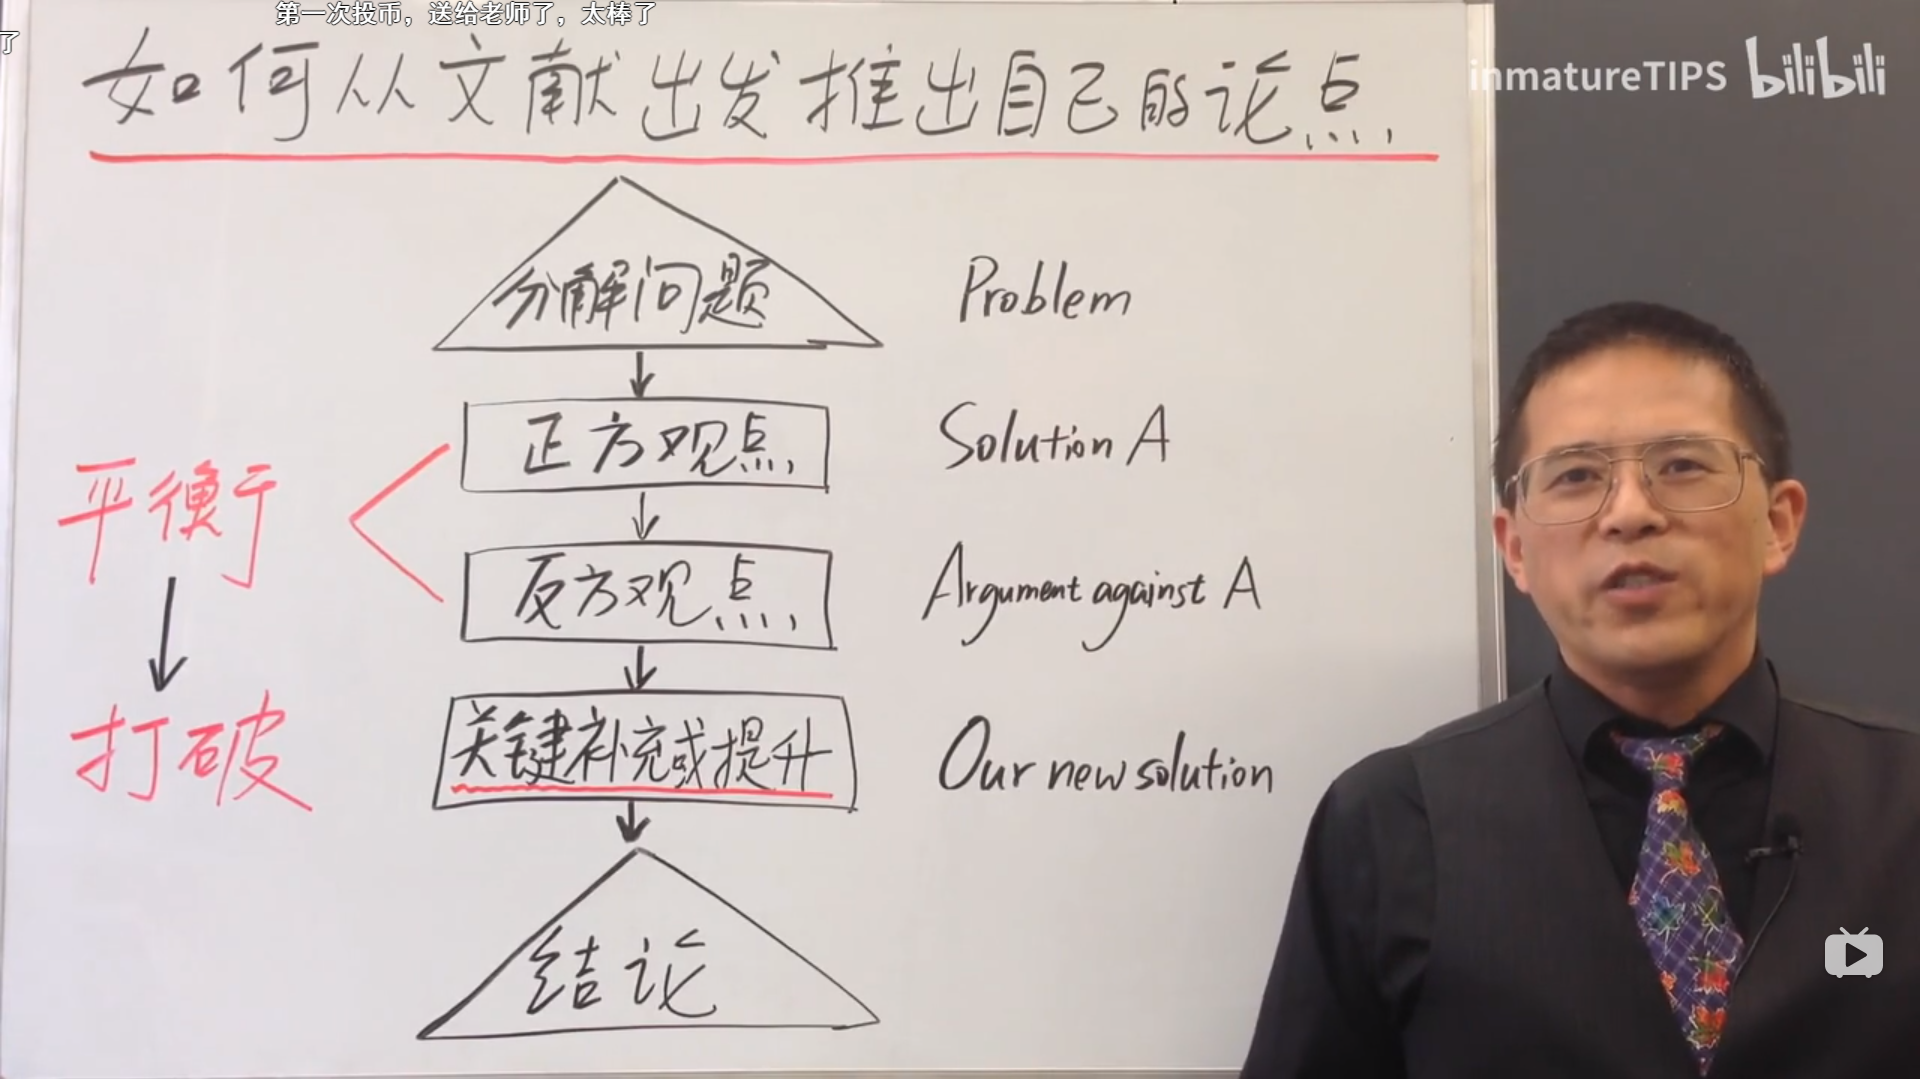 第一次投币，送给老师了，太棒了
了
inmatureTIPS bilibili
如何从文献出发推出自己的论点
分解问题 Problem
正方观点 Solution A
平衡于
反方观点 Argument against A
打破
关键补充或提升 Our new solution
结论